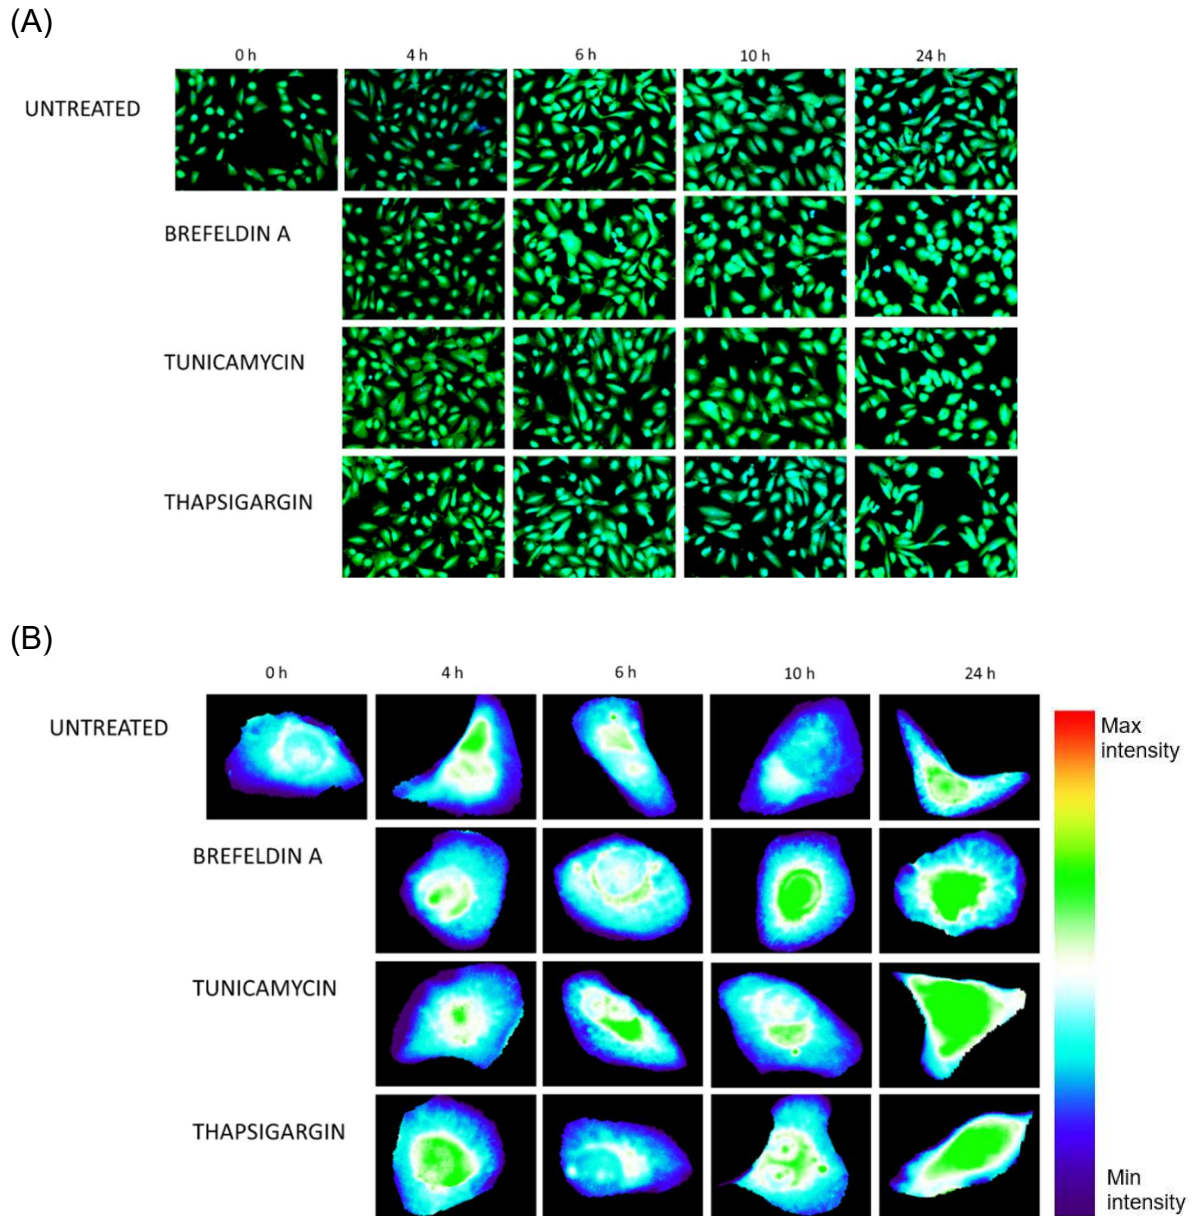 (A)
0 h 4 h 6 h 10 h 24 h
UNTREATED
BREFELDIN A
TUNICAMYCIN
THAPSIGARGIN
(B)
0 h 4 h 6 h 10 h 24 h
UNTREATED
Max
intensity
BREFELDIN A
TUNICAMYCIN
THAPSIGARGIN
Min
intensity